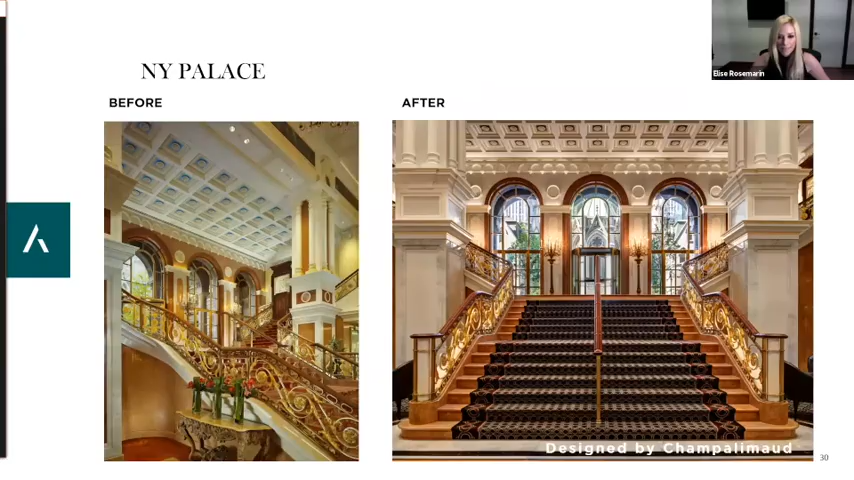 Elise Rosemarin
NY PALACE
BEFORE
AFTER
Designed by Champalimaud
30